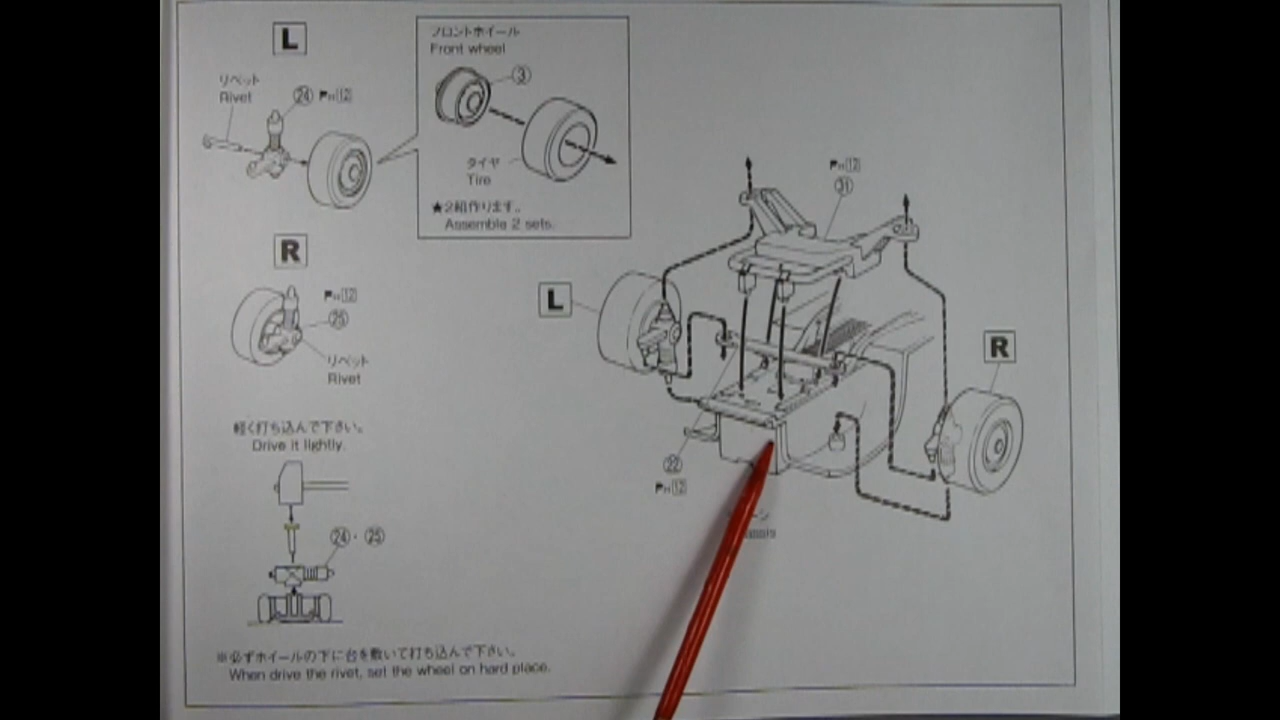 L
フロントホイール
Front wheel
3
リベット
Rivet
24 PH12
タイヤ
Tire
★2組作ります。
Assemble 2 sets.
R
PH12
25
リベット
Rivet
PH12
31
L
R
22
PH12
軽く打ち込んで下さい。
Drive it lightly.
24・25
※必ずホイールの下に台を敷いて打ち込んで下さい。
When drive the rivet, set the wheel on hard place.